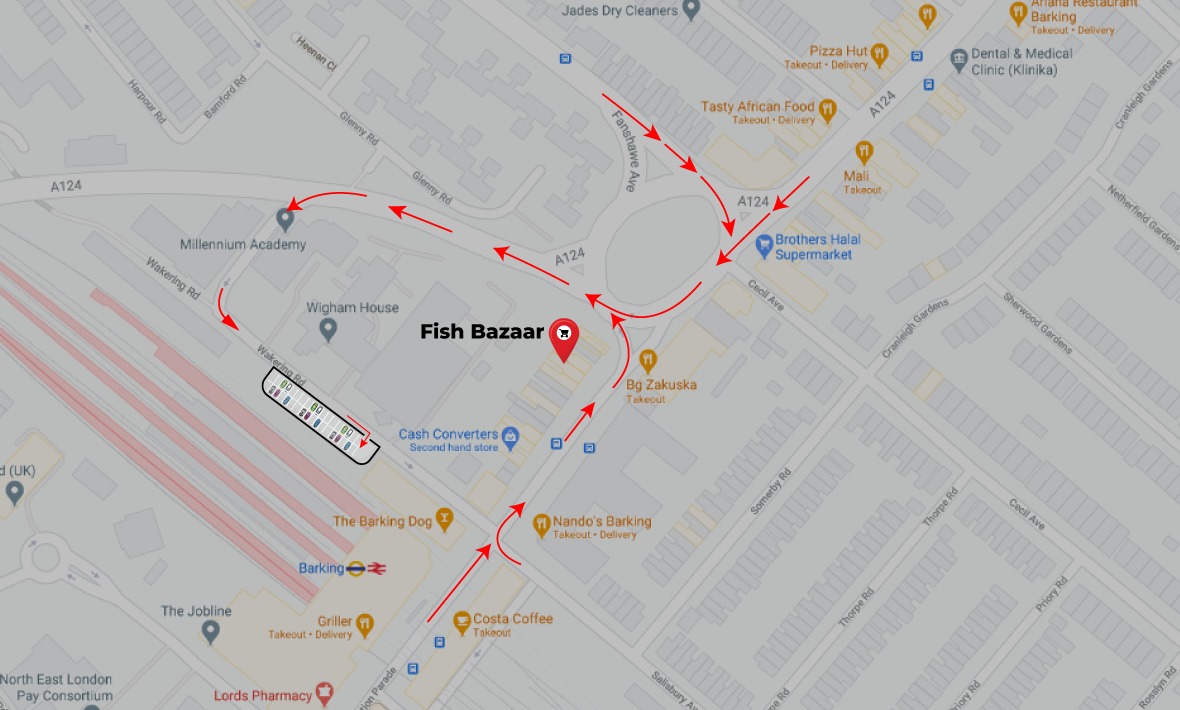 Jades Dry Cleaners
Ariana Restaurant
Barking
Takeout • Delivery
Pizza Hut
Takeout • Delivery
Dental & Medical
Clinic (Klinika)
Heenan Cl
Harpour Rd
Bamford Rd
Glenny Rd
Fanshawe Ave
Tasty African Food
Takeout • Delivery
A124
Cranleigh Gardens
Mali
Takeout
A124
Glenny Rd
A124
Netherfield Gardens
Millennium Academy
Brothers Halal
Supermarket
A124
Wakering Rd
Cecil Ave
Wigham House
Sherwood Gardens
Cranleigh Gardens
Fish Bazaar
Wakering Rd
Bg Zakuska
Takeout
Cash Converters
Second hand store
d (UK)
Somerby Rd
Thorpe Rd
Cecil Ave
The Barking Dog
Nando's Barking
Takeout • Delivery
Barking
Thorpe Rd
Priory Rd
The Jobline
Griller
Takeout • Delivery
Costa Coffee
Takeout
North East London
Pay Consortium
Lords Pharmacy
tion Parade
Salisbury Av
pe Rd
Priory Rd
Rosslyn Rd